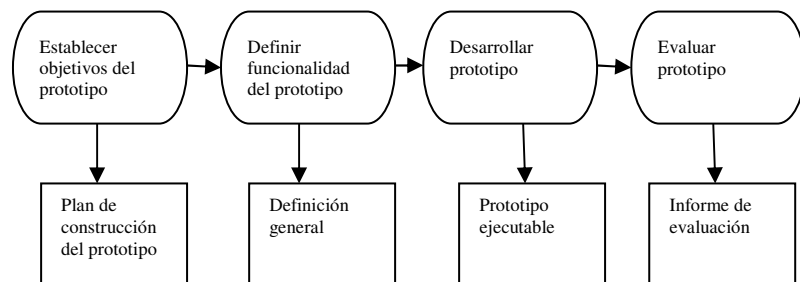 Establecer
objetivos del
prototipo
Definir
funcionalidad
del prototipo
Desarrollar
prototipo
Evaluar
prototipo
Plan de
construcción
del prototipo
Definición
general
Prototipo
ejecutable
Informe de
evaluación